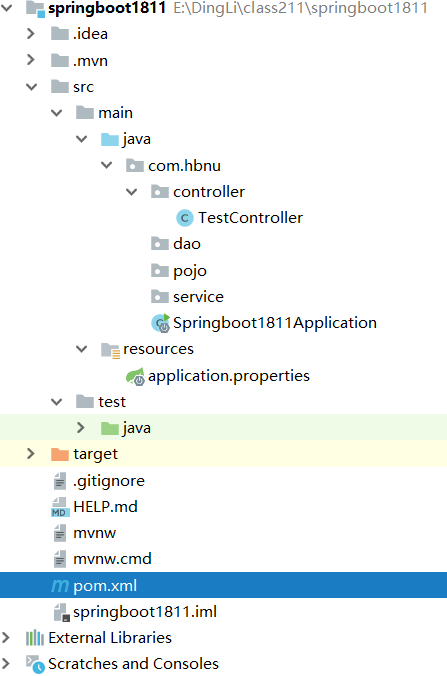 springboot1811 E:\DingLi\class211\springboot1811
.idea
.mvn
src
main
java
com.hbnu
controller
C TestController
dao
pojo
service
Springboot1811Application
resources
application.properties
test
java
target
.gitignore
MD HELP.md
mvnw
mvnw.cmd
m pom.xml
springboot1811.iml
External Libraries
Scratches and Consoles